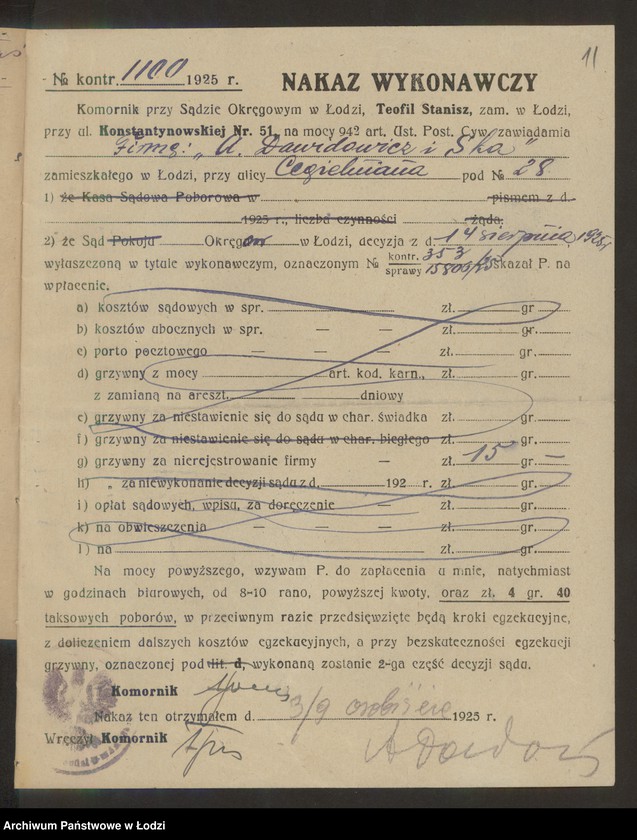 11
№ kontr. 1100 1925 r. NAKAZ WYKONAWCZY
Komornik przy Sądzie Okręgowym w Łodzi, Teofil Stanisz, zam. w Łodzi,
przy ul. Konstantynowskiej Nr. 51, na mocy 942 art. Ust. Post. Cyw. zawiadamia
Firmę: „A. Dawidowicz i Ska"
zamieszkałego w Łodzi, przy ulicy Cegielniana pod № 28
1) że Kasa Sądowa Poborowa w pismem z d.
1925 r., liczba czynności żąda,
2) że Sąd Pokoju Okręgow w Łodzi, decyzja z d. 14 sierpnia 1925 r.
wyłuszczoną w tytule wykonawczym, oznaczonym № kontr. 353 sprawy 15803/25 skazał P. na
wpłacenie.
a) kosztów sądowych w spr. zł. gr.
b) kosztów ubocznych w spr. — — zł. gr.
c) porto pocztowego — — — zł. gr.
d) grzywny z mocy art. kod. karn., zł. gr.
z zamianą na areszt. dniowy
e) grzywny za niestawienie się do sądu w char. świadka zł. gr.
f) grzywny za niestawienie się do sądu w char. biegłego zł. gr.
g) grzywny za nierejestrowanie firmy — zł. 15 gr. —
h) „ za niewykonanie decyzji sądu z d. 192 r. zł. gr.
i) opłat sądowych, wpisu, za doręczenie — zł. gr.
k) na obwieszczenia — — — zł. gr.
l) na zł. gr.
Na mocy powyższego, wzywam P. do zapłacenia u mnie, natychmiast
w godzinach biurowych, od 8-10 rano, powyższej kwoty, oraz zł. 4 gr. 40
taksowych poborów, w przeciwnym razie przedsięwzięte będą kroki egzekucyjne,
z doliczeniem dalszych kosztów egzekucyjnych, a przy bezskuteczności egzekucji
grzywny, oznaczonej pod lit. d, wykonaną zostanie 2-ga część decyzji sądu.
Komornik
Nakaz ten otrzymałem d. 3/9 osobiście 1925 r.
Wręczył Komornik
Archiwum Państwowe w Łodzi